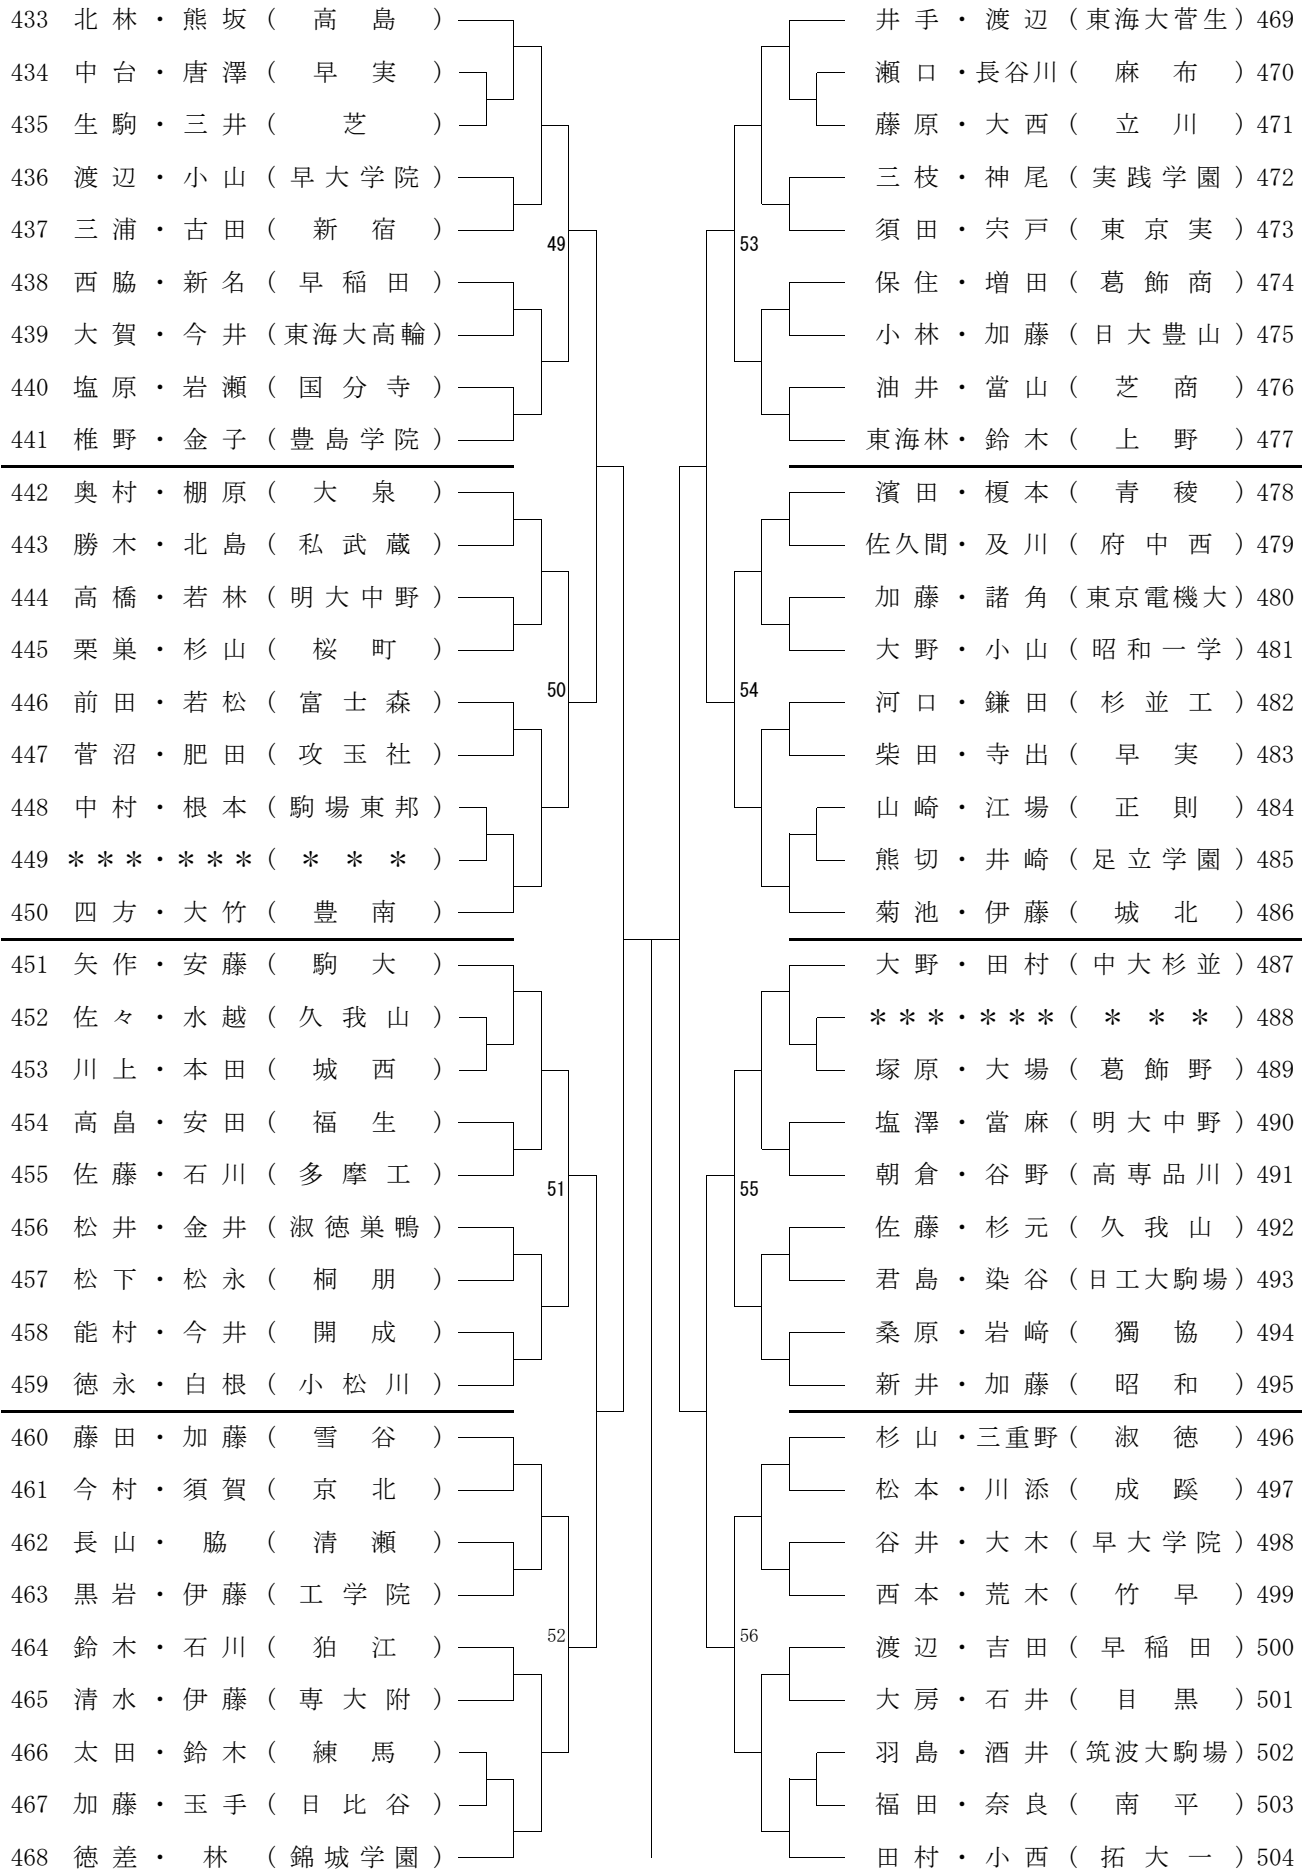 433 北林・熊坂(高島)
434 中台・唐澤(早実)
435 生駒・三井(芝)
436 渡辺・小山(早大学院)
437 三浦・古田(新宿)
49
438 西脇・新名(早稲田)
439 大賀・今井(東海大高輪)
440 塩原・岩瀬(国分寺)
441 椎野・金子(豊島学院)
442 奥村・棚原(大泉)
443 勝木・北島(私武蔵)
444 高橋・若林(明大中野)
445 栗巣・杉山(桜町)
446 前田・若松(富士森)
50
447 菅沼・肥田(攻玉社)
448 中村・根本(駒場東邦)
449 ***・***(***)
450 四方・大竹(豊南)
451 矢作・安藤(駒大)
452 佐々・水越(久我山)
453 川上・本田(城西)
454 高畠・安田(福生)
455 佐藤・石川(多摩工)
51
456 松井・金井(淑徳巣鴨)
457 松下・松永(桐朋)
458 能村・今井(開成)
459 徳永・白根(小松川)
460 藤田・加藤(雪谷)
461 今村・須賀(京北)
462 長山・脇(清瀬)
463 黒岩・伊藤(工学院)
464 鈴木・石川(狛江)
52
465 清水・伊藤(専大附)
466 太田・鈴木(練馬)
467 加藤・玉手(日比谷)
468 徳差・林(錦城学園)
井手・渡辺(東海大菅生)469
瀬口・長谷川(麻布)470
藤原・大西(立川)471
三枝・神尾(実践学園)472
須田・宍戸(東京実)473
53
保住・増田(葛飾商)474
小林・加藤(日大豊山)475
油井・當山(芝商)476
東海林・鈴木(上野)477
濱田・榎本(青稜)478
佐久間・及川(府中西)479
加藤・諸角(東京電機大)480
大野・小山(昭和一学)481
54
河口・鎌田(杉並工)482
柴田・寺出(早実)483
山崎・江場(正則)484
熊切・井崎(足立学園)485
菊池・伊藤(城北)486
大野・田村(中大杉並)487
***・***(***)488
塚原・大場(葛飾野)489
塩澤・當麻(明大中野)490
朝倉・谷野(高専品川)491
55
佐藤・杉元(久我山)492
君島・染谷(日工大駒場)493
桑原・岩﨑(獨協)494
新井・加藤(昭和)495
杉山・三重野(淑徳)496
松本・川添(成蹊)497
谷井・大木(早大学院)498
西本・荒木(竹早)499
56
渡辺・吉田(早稲田)500
大房・石井(目黒)501
羽島・酒井(筑波大駒場)502
福田・奈良(南平)503
田村・小西(拓大一)504